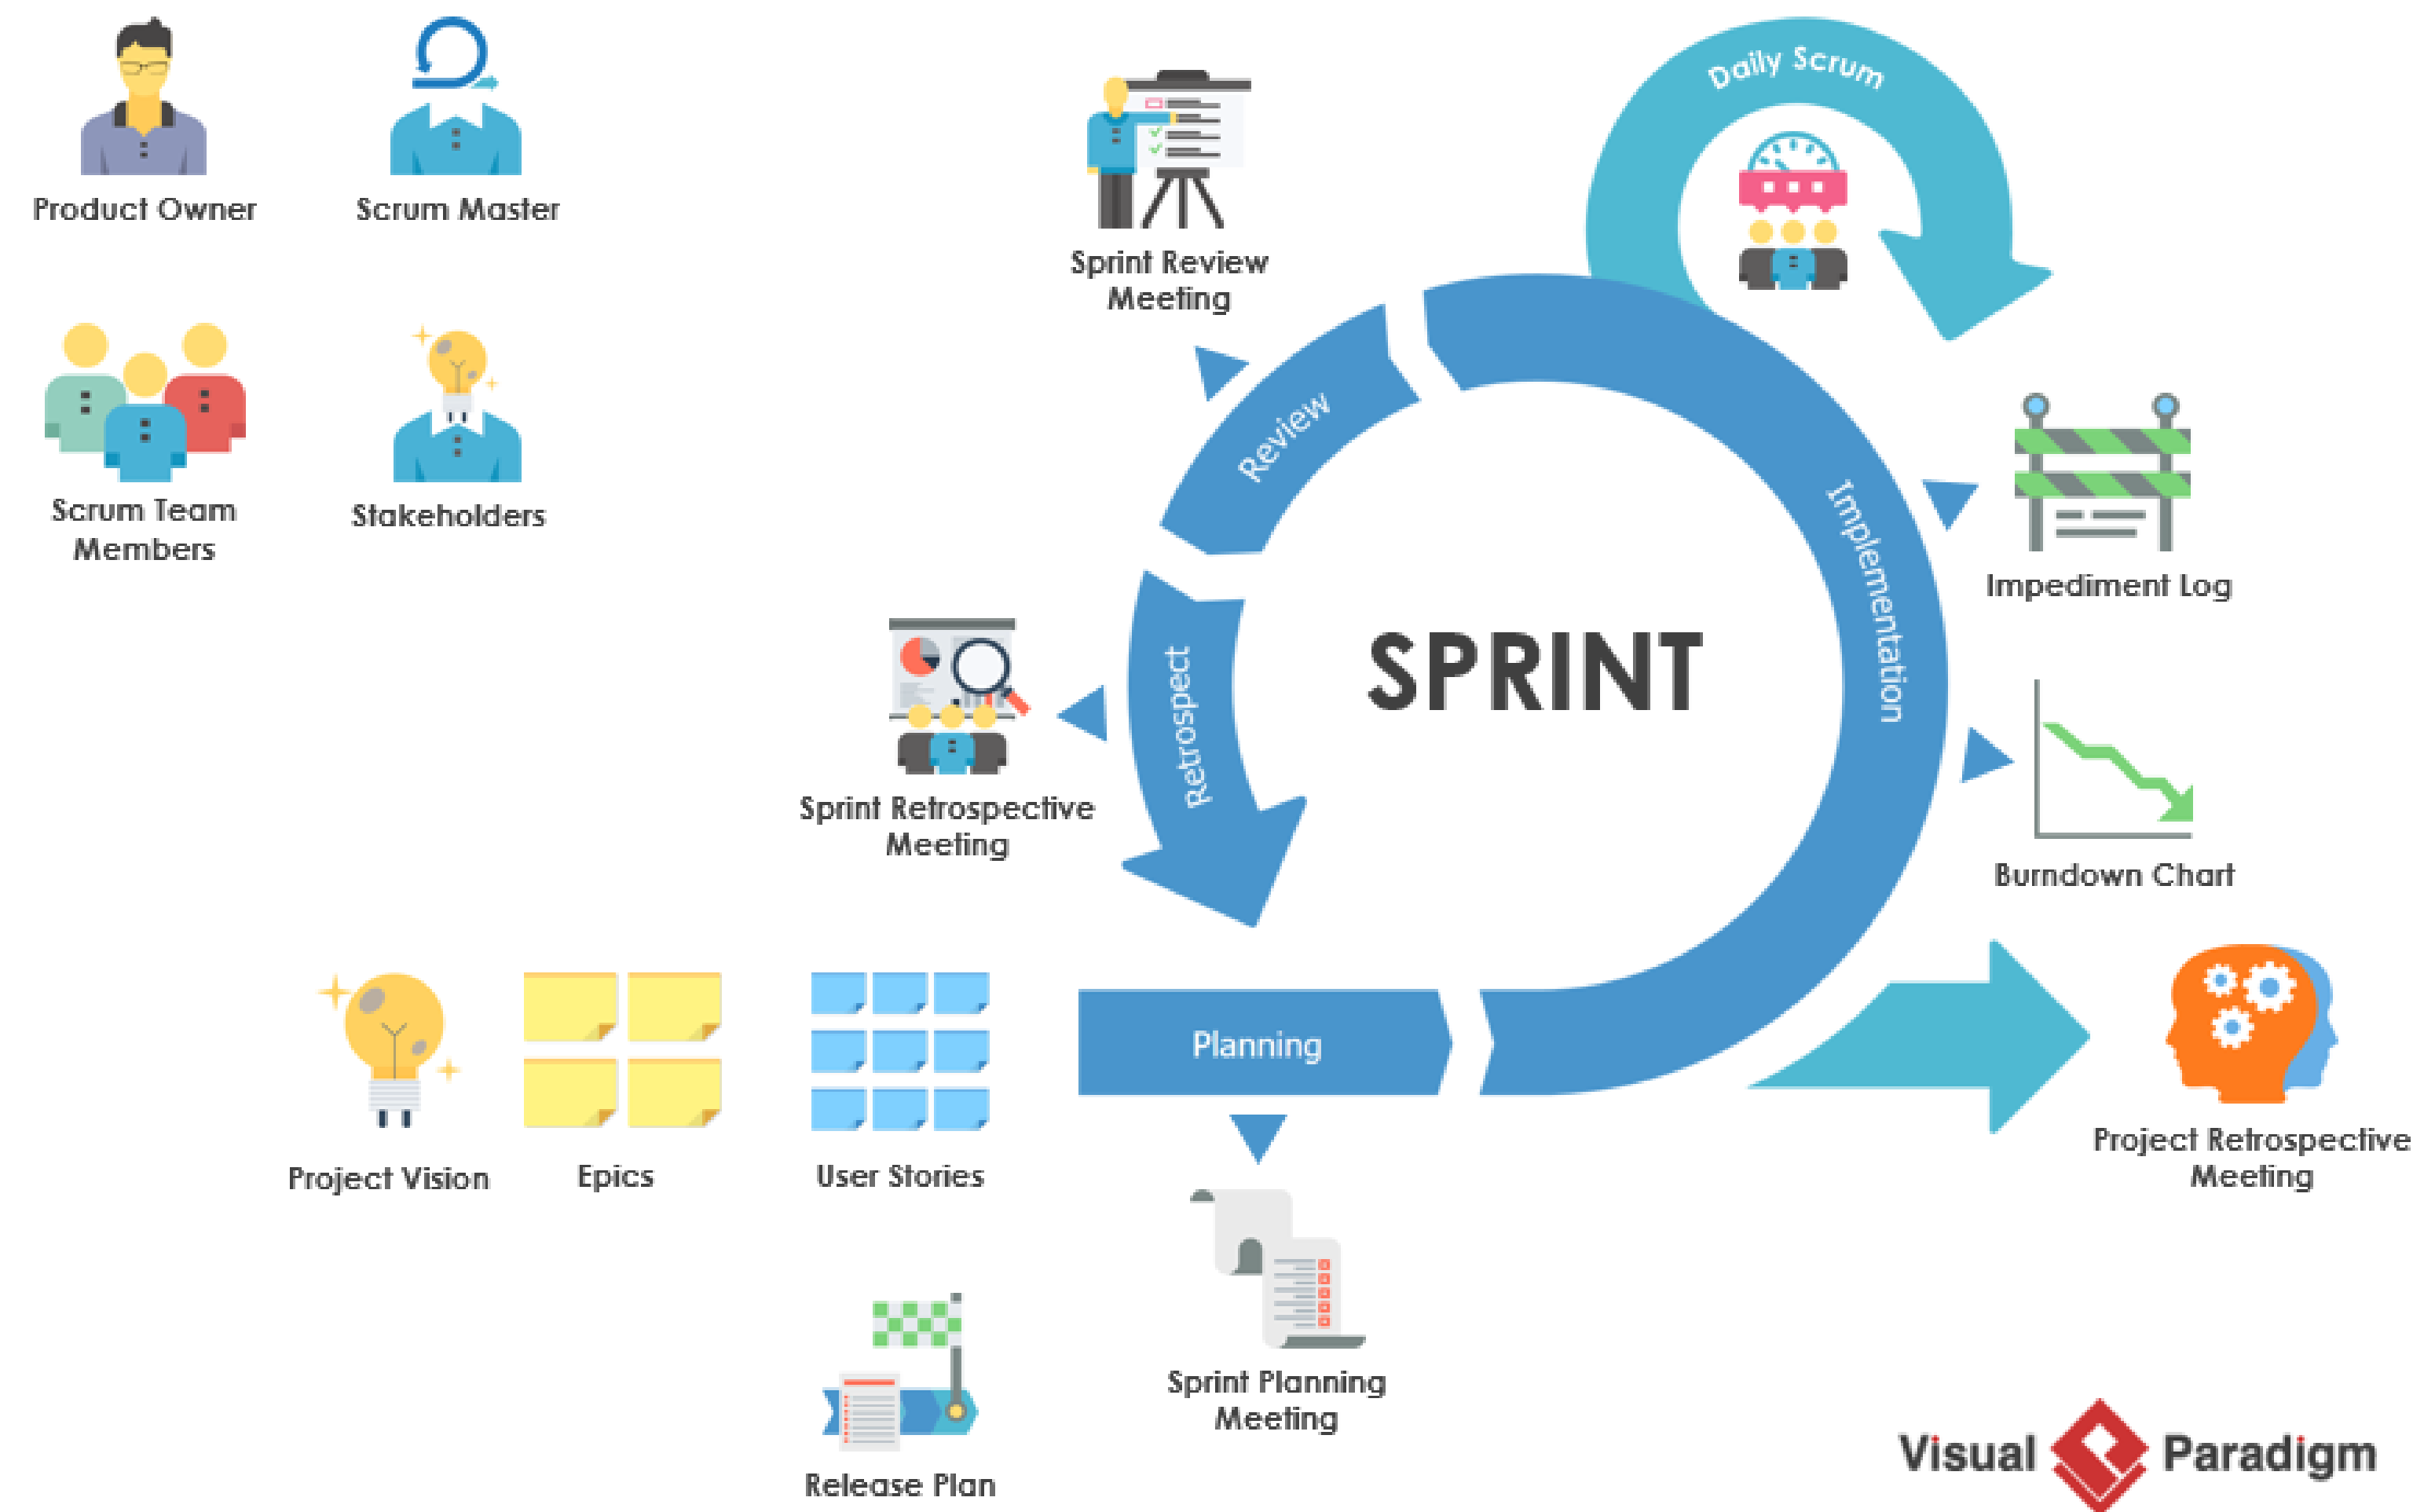 Product Owner
Scrum Master
Scrum Team
Members
Stakeholders
Sprint Review
Meeting
Daily Scrum
Review
Implementation
Impediment Log
SPRINT
Retrospect
Sprint Retrospective
Meeting
Burndown Chart
Project Vision
Epics
User Stories
Planning
Project Retrospective
Meeting
Sprint Planning
Meeting
Release Plan
Visual Paradigm